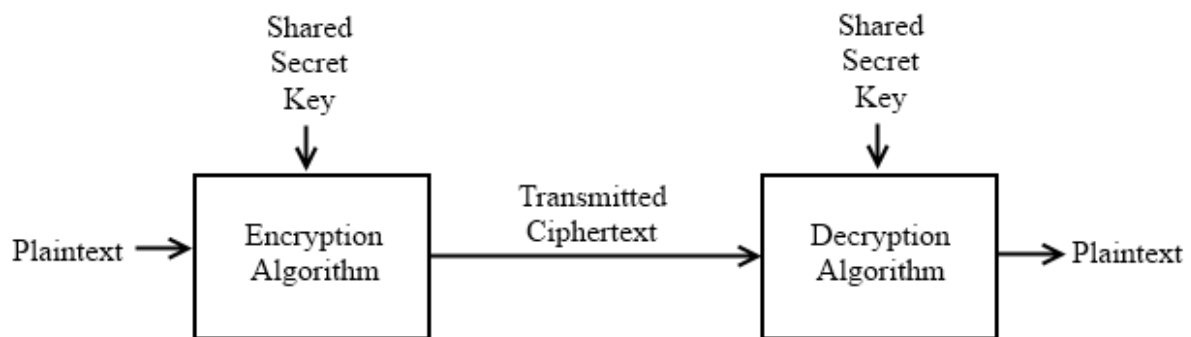 Shared
Secret
Key
Shared
Secret
Key
Plaintext
Encryption
Algorithm
Transmitted
Ciphertext
Decryption
Algorithm
Plaintext